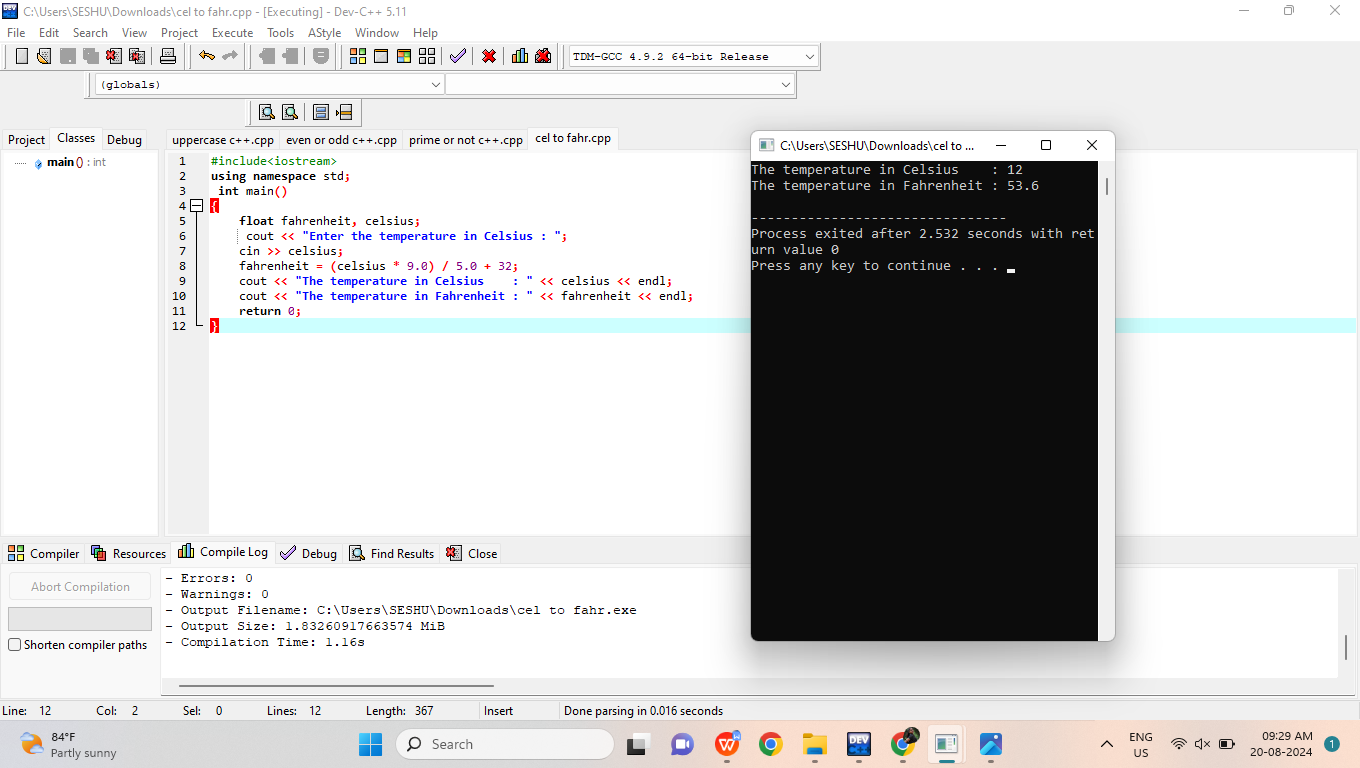 C:\Users\SESHU\Downloads\cel to fahr.cpp - [Executing] - Dev-C++ 5.11
File Edit Search View Project Execute Tools AStyle Window Help
TDM-GCC 4.9.2 64-bit Release
(globals)
Project Classes Debug
uppercase c++.cpp even or odd c++.cpp prime or not c++.cpp cel to fahr.cpp
main () : int
1 #include<iostream>
2 using namespace std;
3 int main()
4 {
5 float fahrenheit, celsius;
6 cout << "Enter the temperature in Celsius : ";
7 cin >> celsius;
8 fahrenheit = (celsius * 9.0) / 5.0 + 32;
9 cout << "The temperature in Celsius    : " << celsius << endl;
10 cout << "The temperature in Fahrenheit : " << fahrenheit << endl;
11 return 0;
12 }
C:\Users\SESHU\Downloads\cel to ...
The temperature in Celsius    : 12
The temperature in Fahrenheit : 53.6
--------------------------------
Process exited after 2.532 seconds with ret
urn value 0
Press any key to continue . . .
Compiler Resources Compile Log Debug Find Results Close
Abort Compilation
Shorten compiler paths
- Errors: 0
- Warnings: 0
- Output Filename: C:\Users\SESHU\Downloads\cel to fahr.exe
- Output Size: 1.83260917663574 MiB
- Compilation Time: 1.16s
Line: 12 Col: 2 Sel: 0 Lines: 12 Length: 367 Insert Done parsing in 0.016 seconds
84°F
Partly sunny
Search
DEV
ENG
US
09:29 AM
20-08-2024
1